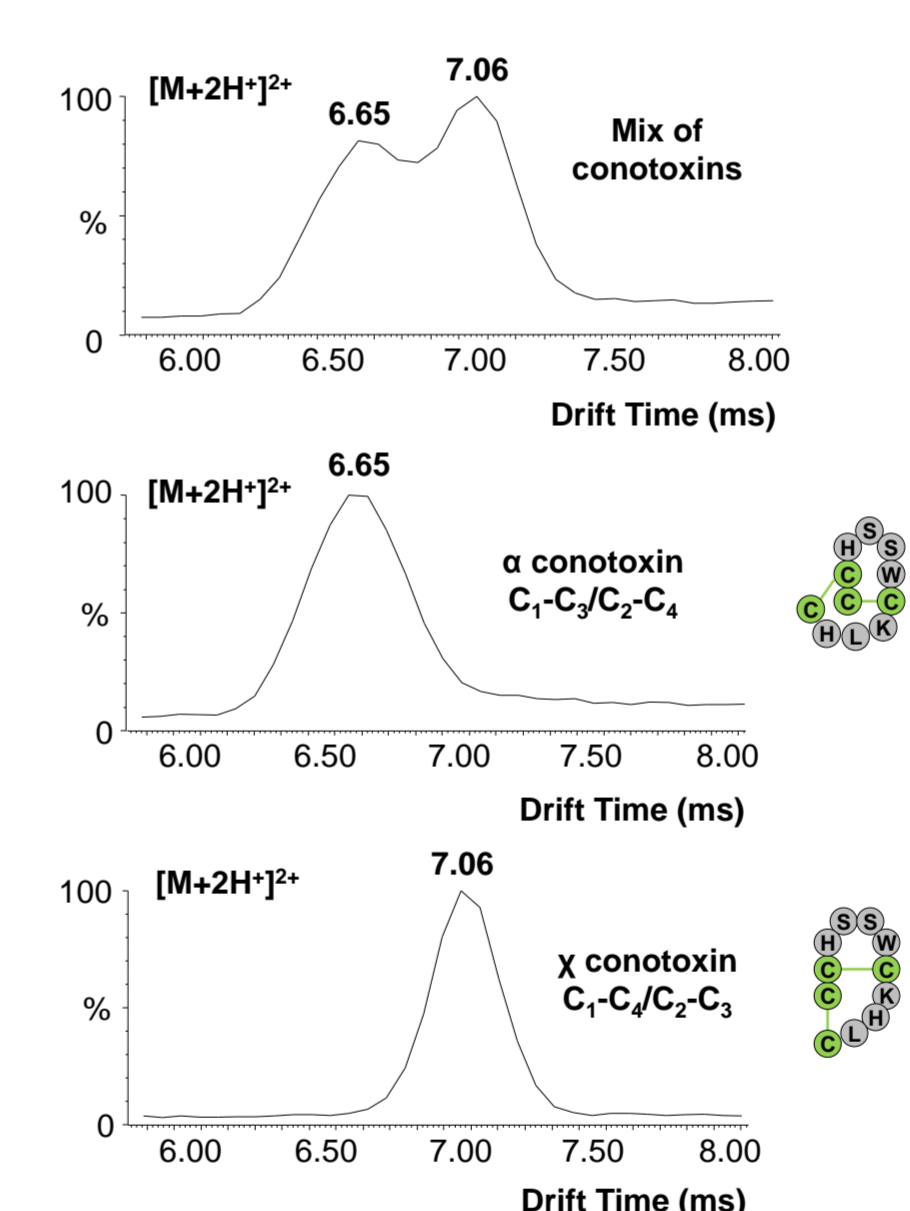 [M+2H⁺]²⁺
6.65
7.06
Mix of
conotoxins
100
%
0
6.00 6.50 7.00 7.50 8.00
Drift Time (ms)
[M+2H⁺]²⁺
6.65
α conotoxin
C₁-C₃/C₂-C₄
100
%
0
6.00 6.50 7.00 7.50 8.00
Drift Time (ms)
S
H S
C W
C C C
H L K
[M+2H⁺]²⁺
7.06
χ conotoxin
C₁-C₄/C₂-C₃
100
%
0
6.00 6.50 7.00 7.50 8.00
Drift Time (ms)
S S
H W
C C
C K
H
C L